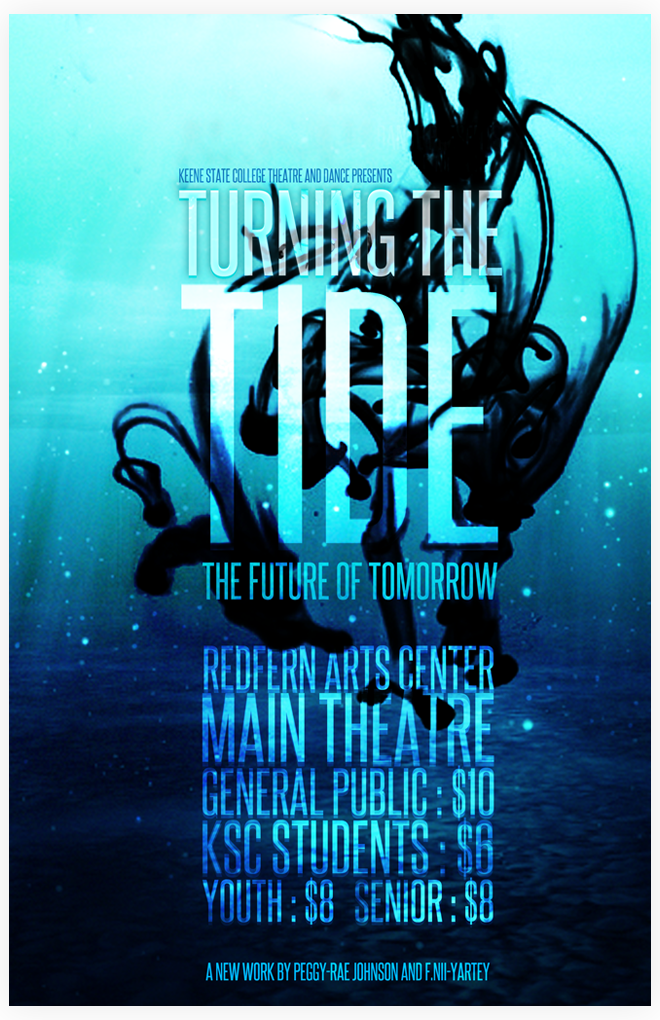 KEENE STATE COLLEGE THEATRE AND DANCE PRESENTS
TURNING THE
TIDE
THE FUTURE OF TOMORROW
REDFERN ARTS CENTER
MAIN THEATRE
GENERAL PUBLIC : $10
KSC STUDENTS : $6
YOUTH : $8 SENIOR : $8
A NEW WORK BY PEGGY-RAE JOHNSON AND F.NII-YARTEY